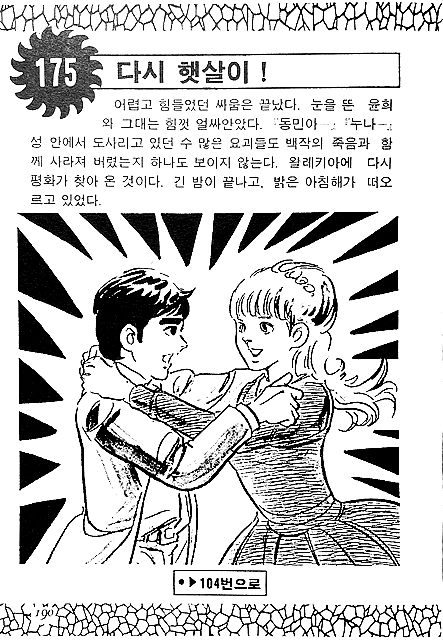 175
다시 햇살이 !
어렵고 힘들었던 싸움은 끝났다. 눈을 뜬 윤희
와 그대는 힘껏 얼싸안았다. 『동민아―』 『누나―』
성 안에서 도사리고 있던 수 많은 요괴들도 백작의 죽음과 함
께 사라져 버렸는지 하나도 보이지 않는다. 왈레키아에 다시
평화가 찾아 온 것이다. 긴 밤이 끝나고, 밝은 아침해가 떠오
르고 있었다.
●▶104번으로